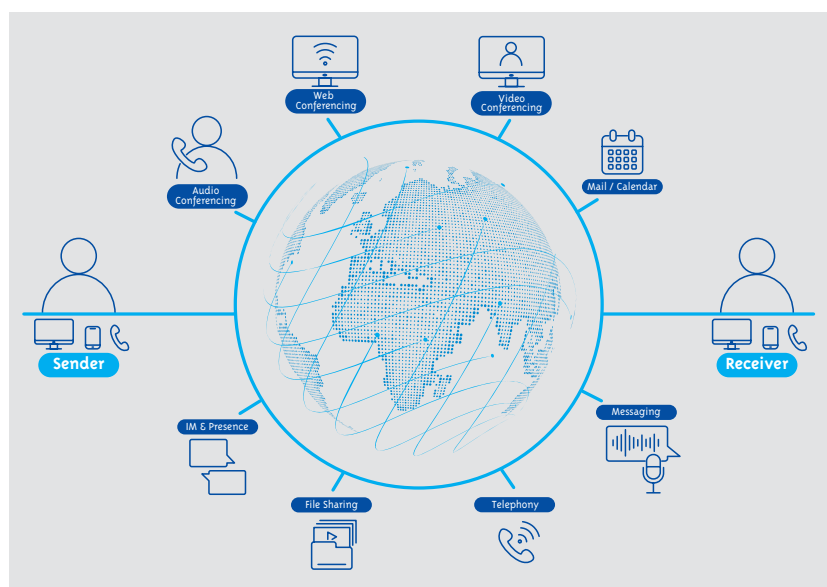 Web
Conferencing
Video
Conferencing
Audio
Conferencing
Mail / Calendar
Sender
Receiver
IM & Presence
Messaging
File Sharing
Telephony